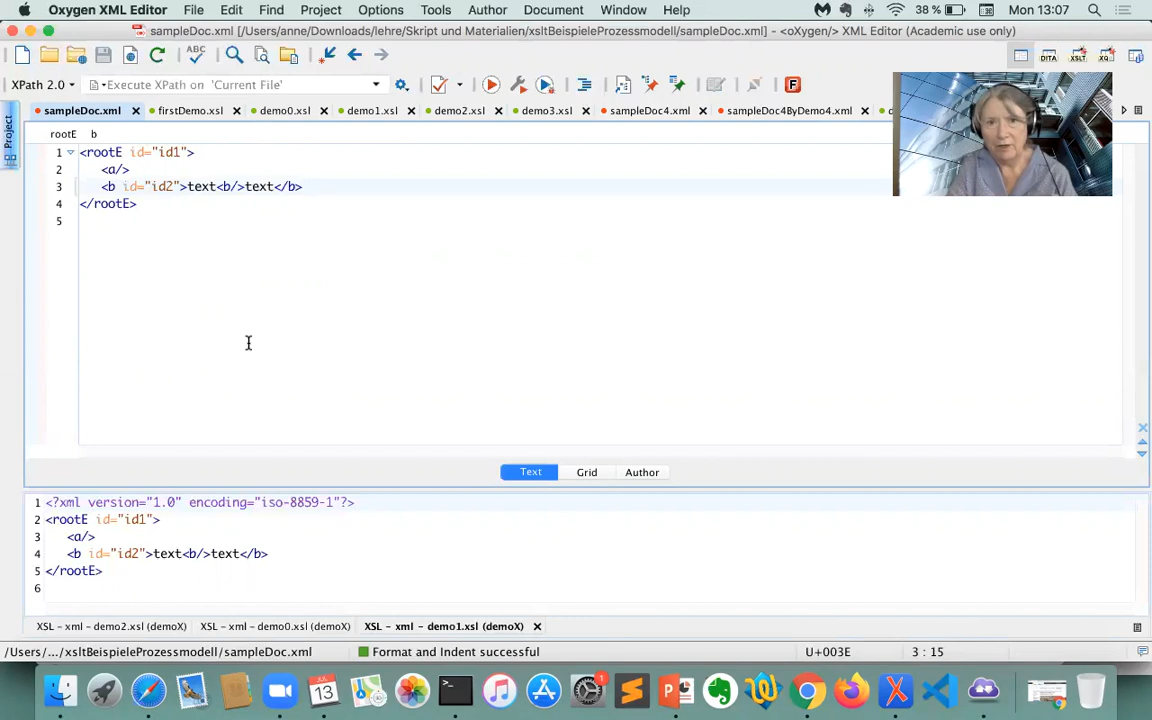 Oxygen XML Editor File Edit Find Project Options Tools Author Document Window Help 38 % Mon 13:07
sampleDoc.xml [/Users/anne/Downloads/lehre/Skript und Materialien/xsltBeispieleProzessmodell/sampleDoc.xml] - <oXygen/> XML Editor (Academic use only)
XPath 2.0 Execute XPath on 'Current File'
sampleDoc.xml firstDemo.xsl demo0.xsl demo1.xsl demo2.xsl demo3.xsl sampleDoc4.xml sampleDoc4ByDemo4.xml
Project
rootE b
1 <rootE id="id1">
2 <a/>
3 <b id="id2">text<b/>text</b>
4 </rootE>
5
Text Grid Author
1 <?xml version="1.0" encoding="iso-8859-1"?>
2 <rootE id="id1">
3 <a/>
4 <b id="id2">text<b/>text</b>
5 </rootE>
6
XSL - xml - demo2.xsl (demoX) XSL - xml - demo0.xsl (demoX) XSL - xml - demo1.xsl (demoX)
/Users/.../xsltBeispieleProzessmodell/sampleDoc.xml Format and Indent successful U+003E 3 : 15